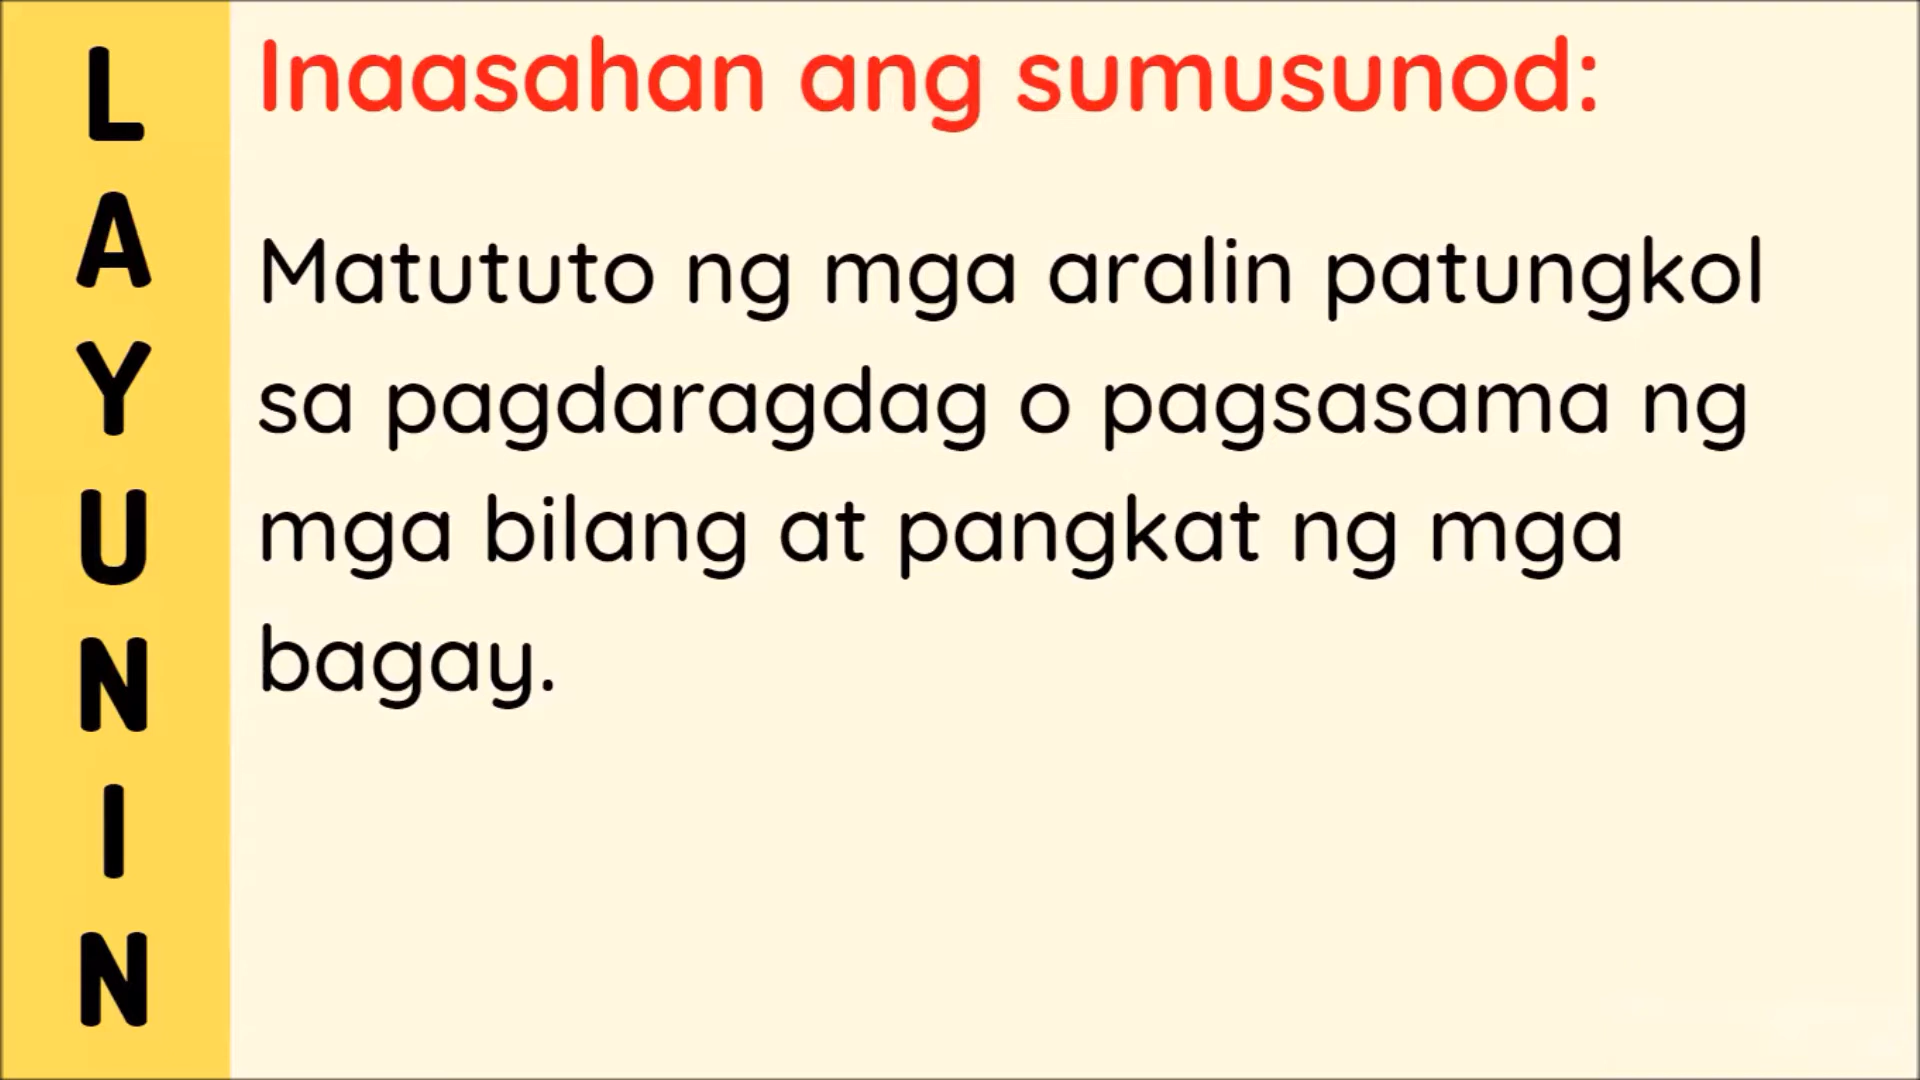 LAYUNIN
Inaasahan ang sumusunod:
Matututo ng mga aralin patungkol
sa pagdaragdag o pagsasama ng
mga bilang at pangkat ng mga
bagay.